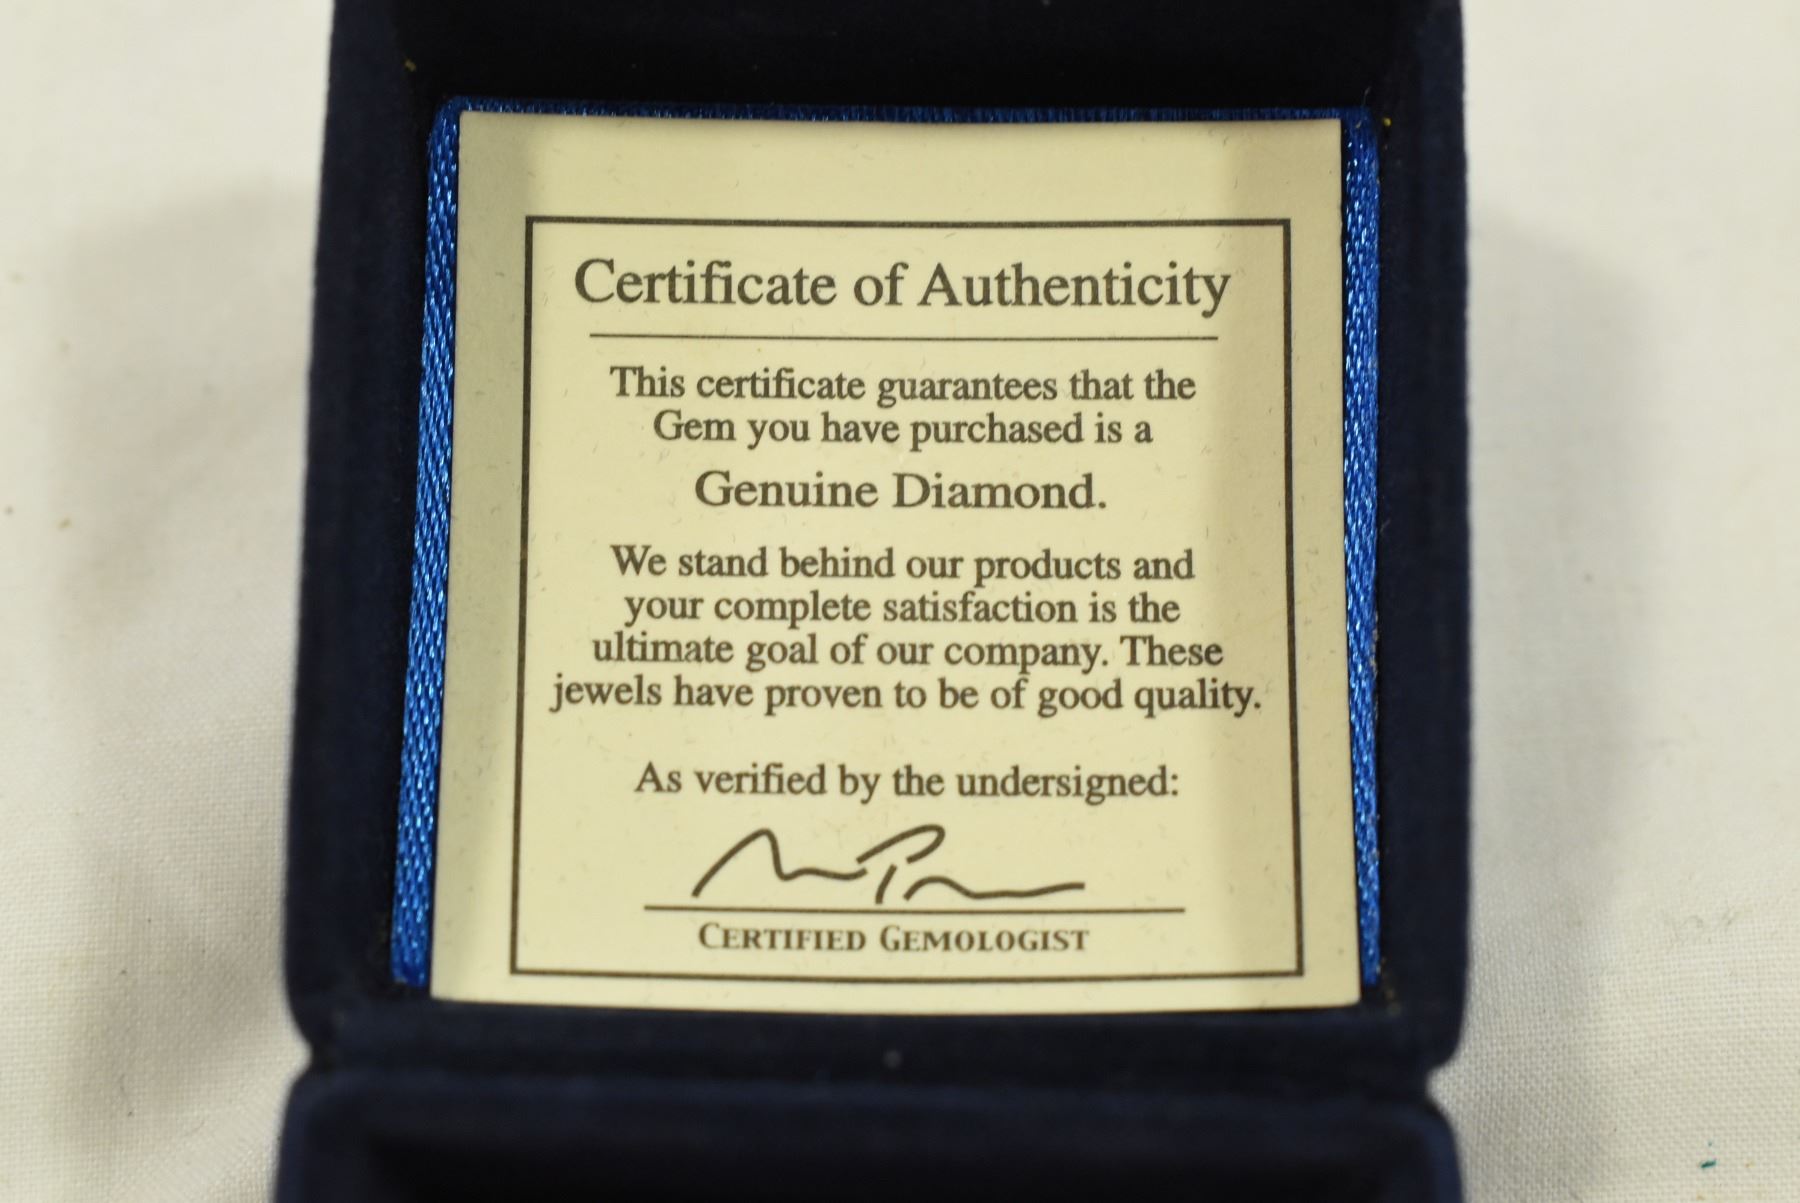 Certificate of Authenticity
This certificate guarantees that the
Gem you have purchased is a
Genuine Diamond.
We stand behind our products and
your complete satisfaction is the
ultimate goal of our company. These
jewels have proven to be of good quality.
As verified by the undersigned:
CERTIFIED GEMOLOGIST